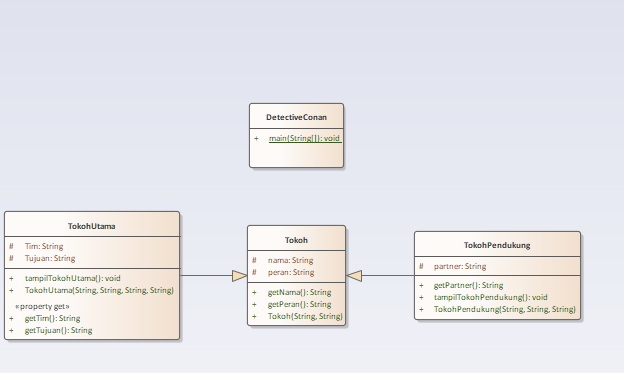 DetectiveConan
+ main(String[]): void
TokohUtama
# Tim: String
# Tujuan: String
+ tampilTokohUtama(): void
+ TokohUtama(String, String, String, String)
«property get»
+ getTim(): String
+ getTujuan(): String
Tokoh
# nama: String
# peran: String
+ getNama(): String
+ getPeran(): String
+ Tokoh(String, String)
TokohPendukung
# partner: String
+ getPartner(): String
+ tampilTokohPendukung(): void
+ TokohPendukung(String, String, String)